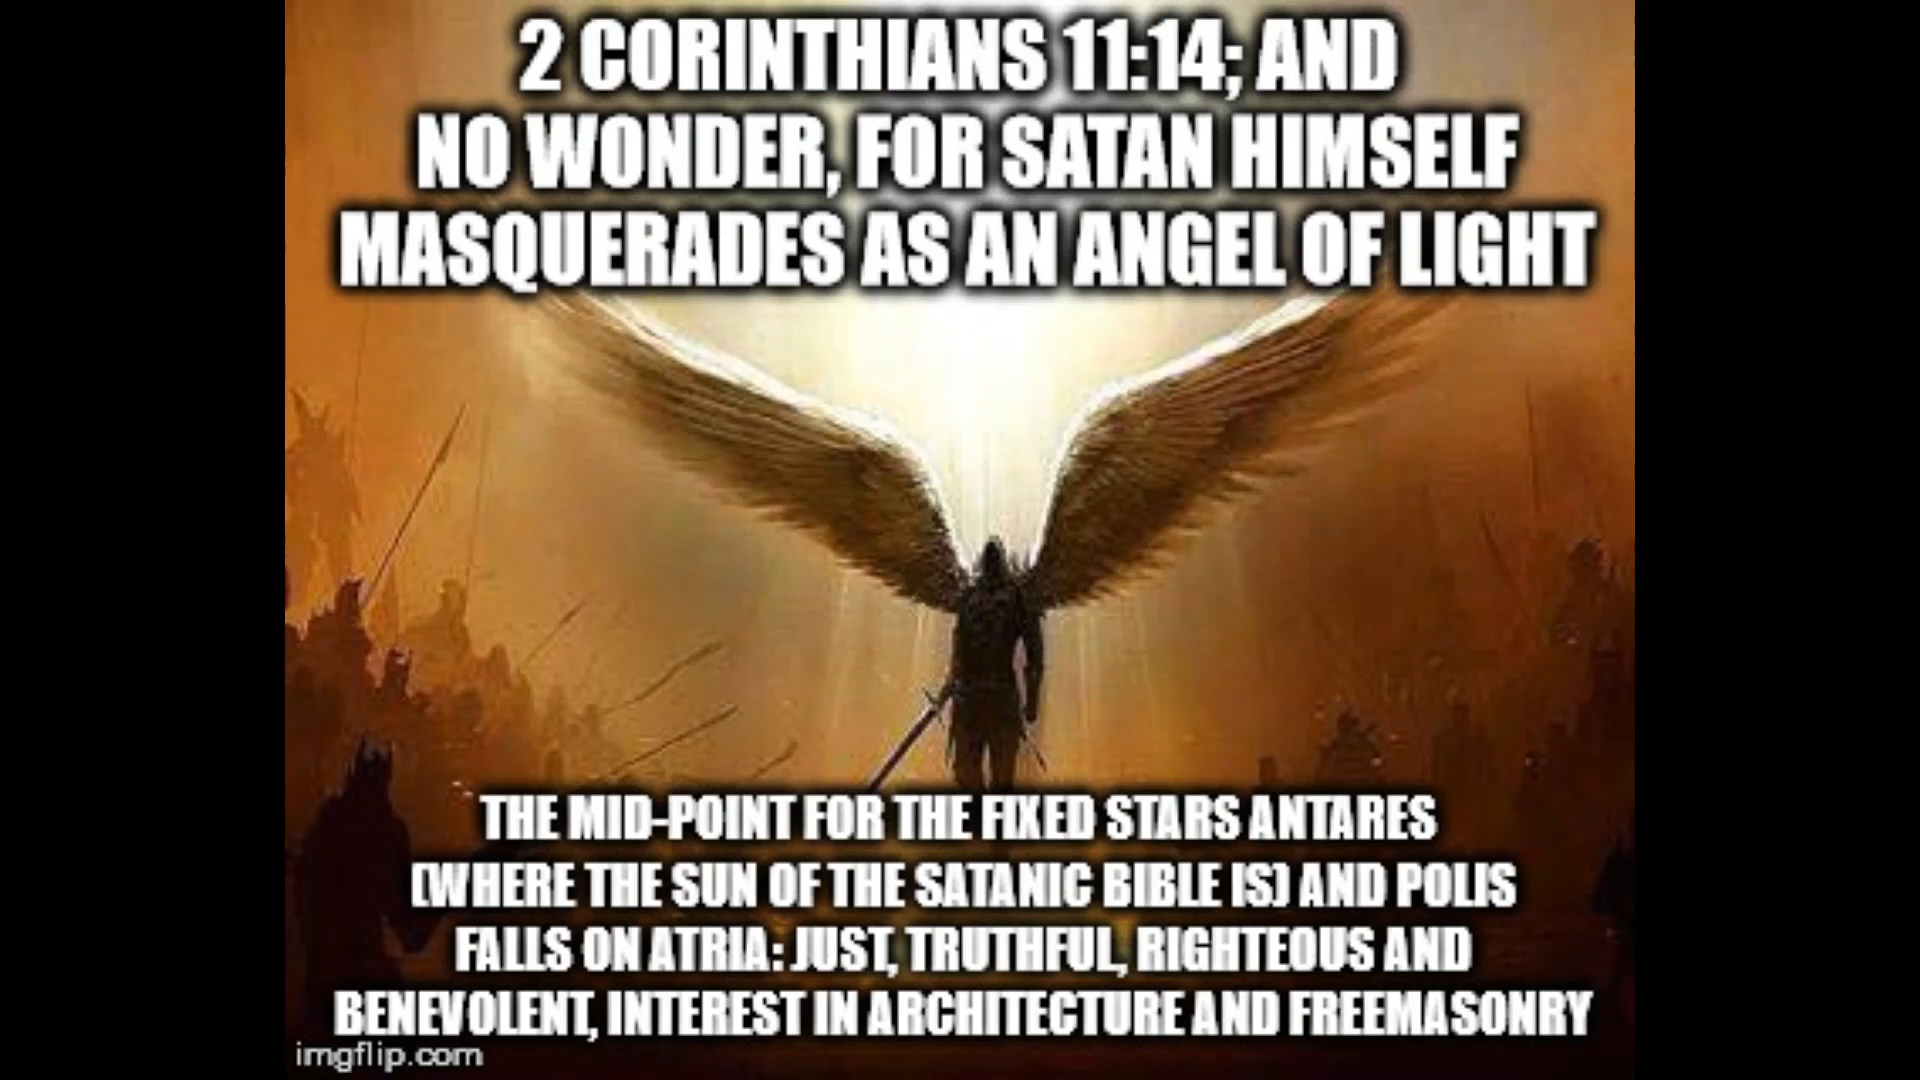 2 CORINTHIANS 11:14; AND
NO WONDER, FOR SATAN HIMSELF
MASQUERADES AS AN ANGEL OF LIGHT
THE MID-POINT FOR THE FIXED STARS ANTARES
(WHERE THE SUN OF THE SATANIC BIBLE IS) AND POLIS
FALLS ON ATRIA: JUST, TRUTHFUL, RIGHTEOUS AND
BENEVOLENT, INTEREST IN ARCHITECTURE AND FREEMASONRY
imgflip.com